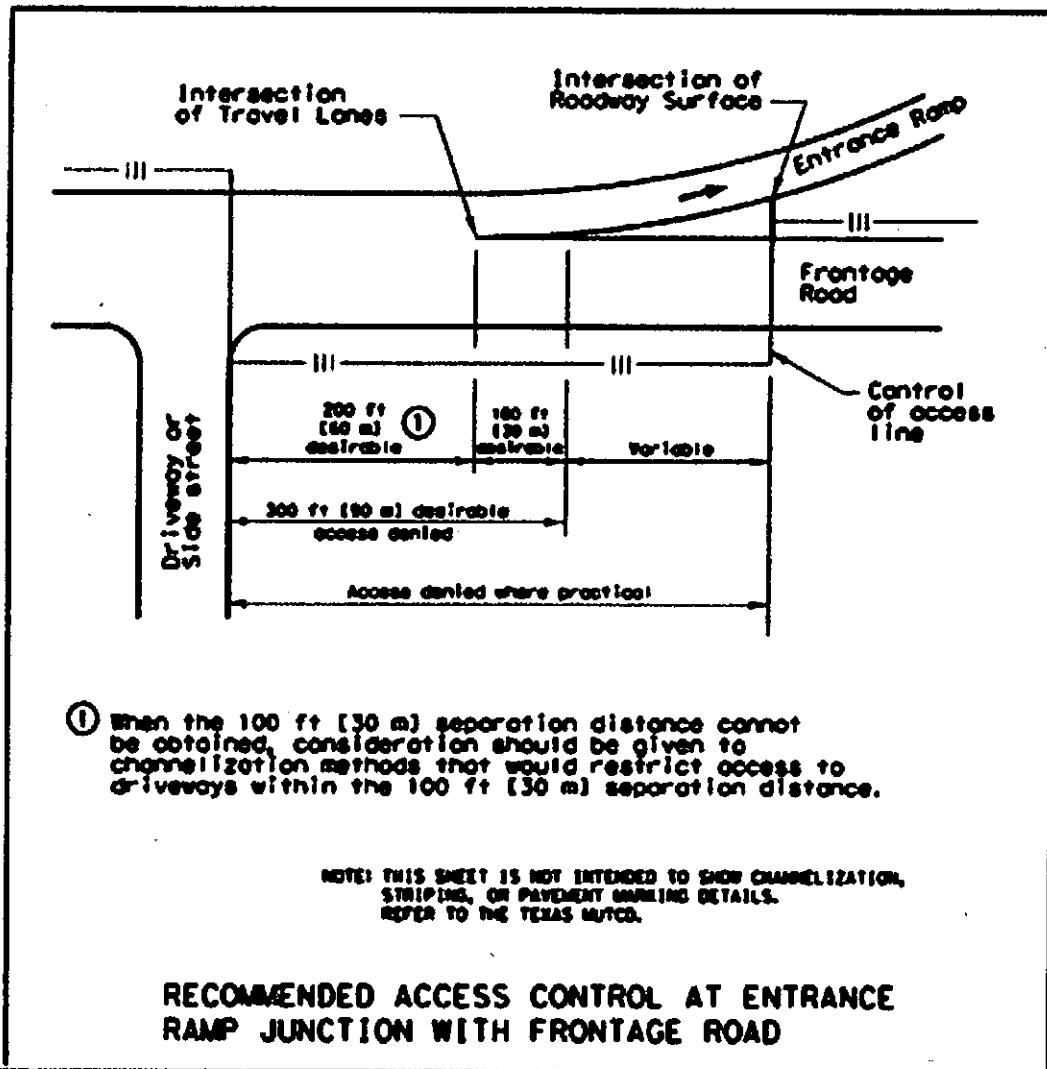 Intersection
of Travel Lanes
Intersection of
Roadway Surface
Entrance Ramp
Frontage
Road
Control
of access
line
Driveway or
Side street
200 ft
[60 m]
desirable
①
100 ft
[30 m]
desirable
Variable
300 ft [90 m] desirable
access denied
Access denied where practical
① When the 100 ft [30 m] separation distance cannot
be obtained, consideration should be given to
channelization methods that would restrict access to
driveways within the 100 ft [30 m] separation distance.
NOTE: THIS SHEET IS NOT INTENDED TO SHOW CHANNELIZATION,
STRIPING, OR PAVEMENT MARKING DETAILS.
REFER TO THE TEXAS MUTCD.
RECOMMENDED ACCESS CONTROL AT ENTRANCE
RAMP JUNCTION WITH FRONTAGE ROAD